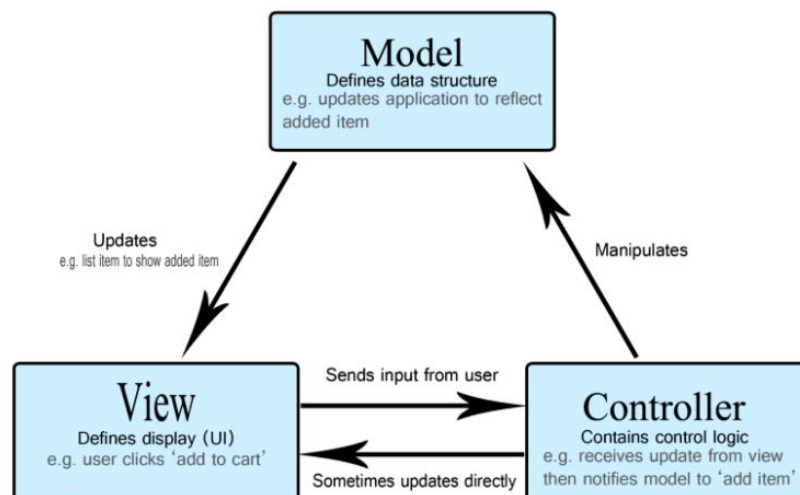 Model
Defines data structure
e.g. updates application to reflect
added item
Updates
e.g. list item to show added item
Manipulates
View
Defines display (UI)
e.g. user clicks ‘add to cart’
Sends input from user
Sometimes updates directly
Controller
Contains control logic
e.g. receives update from view
then notifies model to ‘add item’